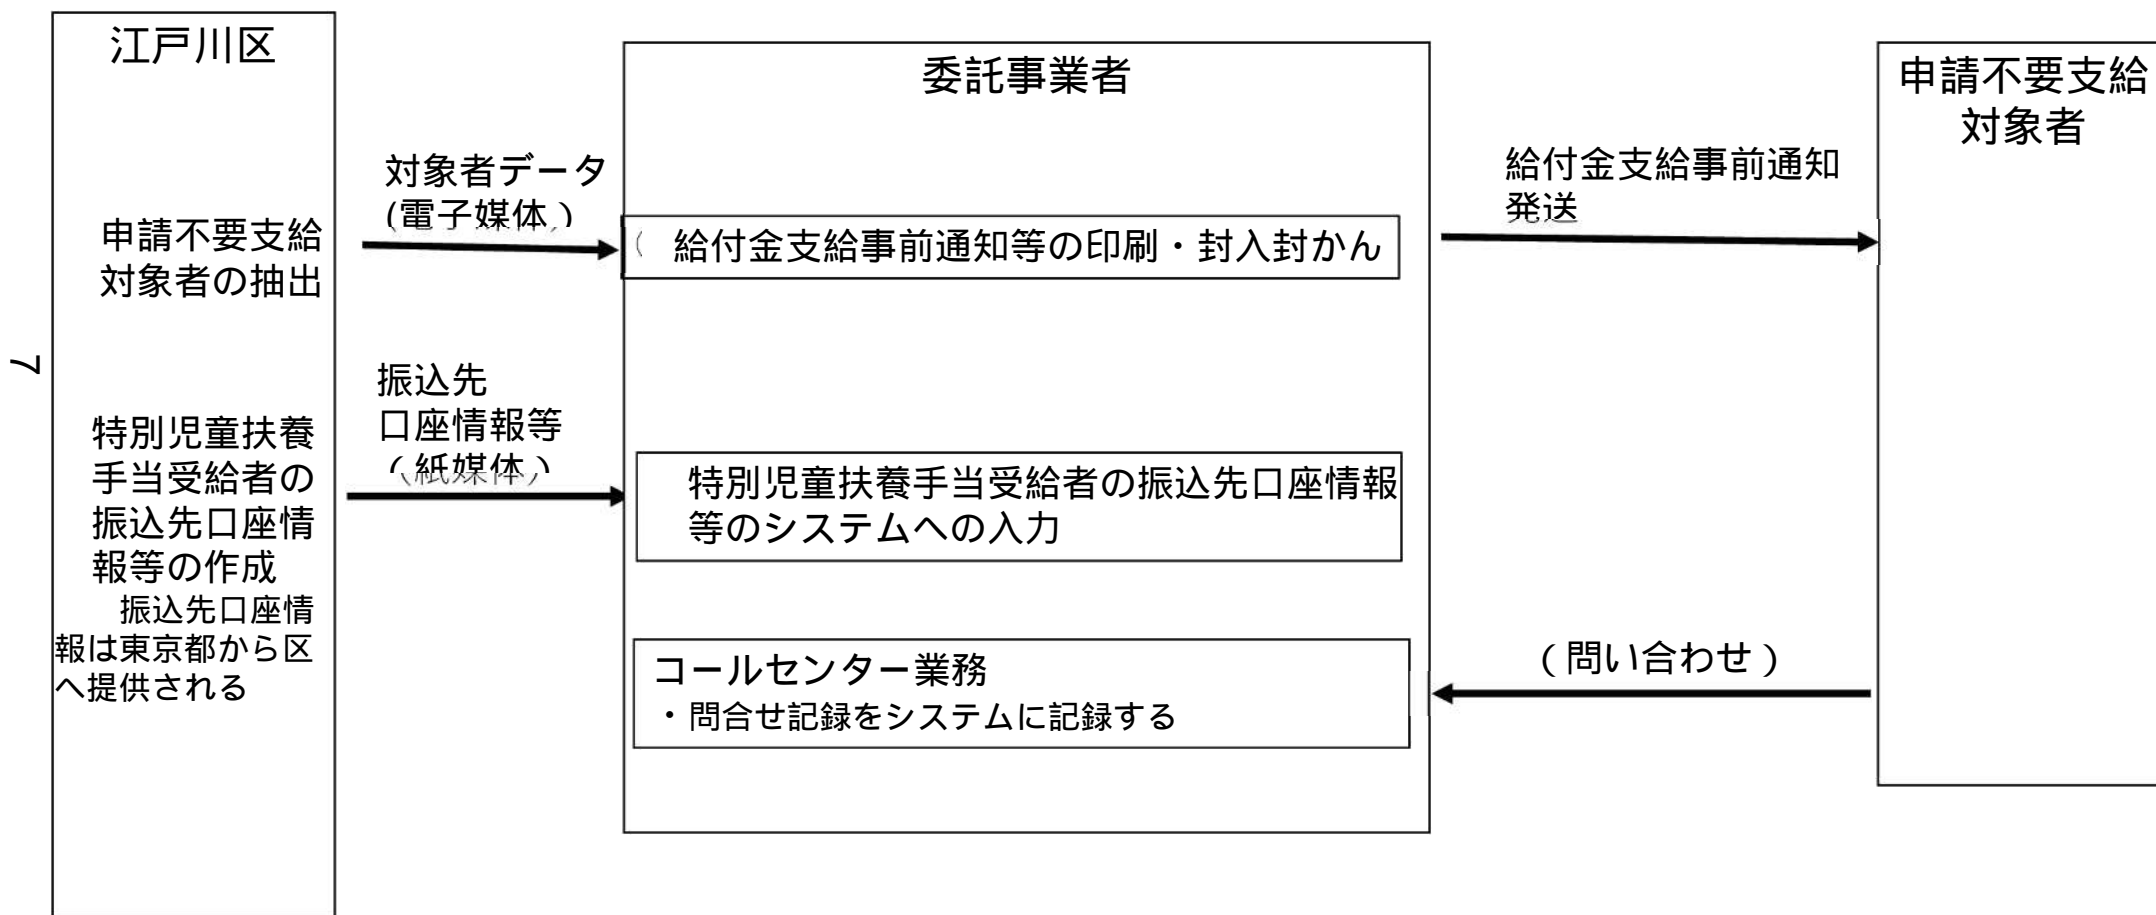 江戸川区
申請不要支給
対象者の抽出
特別児童扶養
手当受給者の
振込先口座情
報等の作成
振込先口座情
報は東京都から区
へ提供される
対象者データ
(電子媒体）
振込先
口座情報等
（紙媒体）
委託事業者
（ 給付金支給事前通知等の印刷・封入封かん
特別児童扶養手当受給者の振込先口座情報
等のシステムへの入力
コールセンター業務
・問合せ記録をシステムに記録する
給付金支給事前通知
発送
（問い合わせ）
申請不要支給
対象者
7